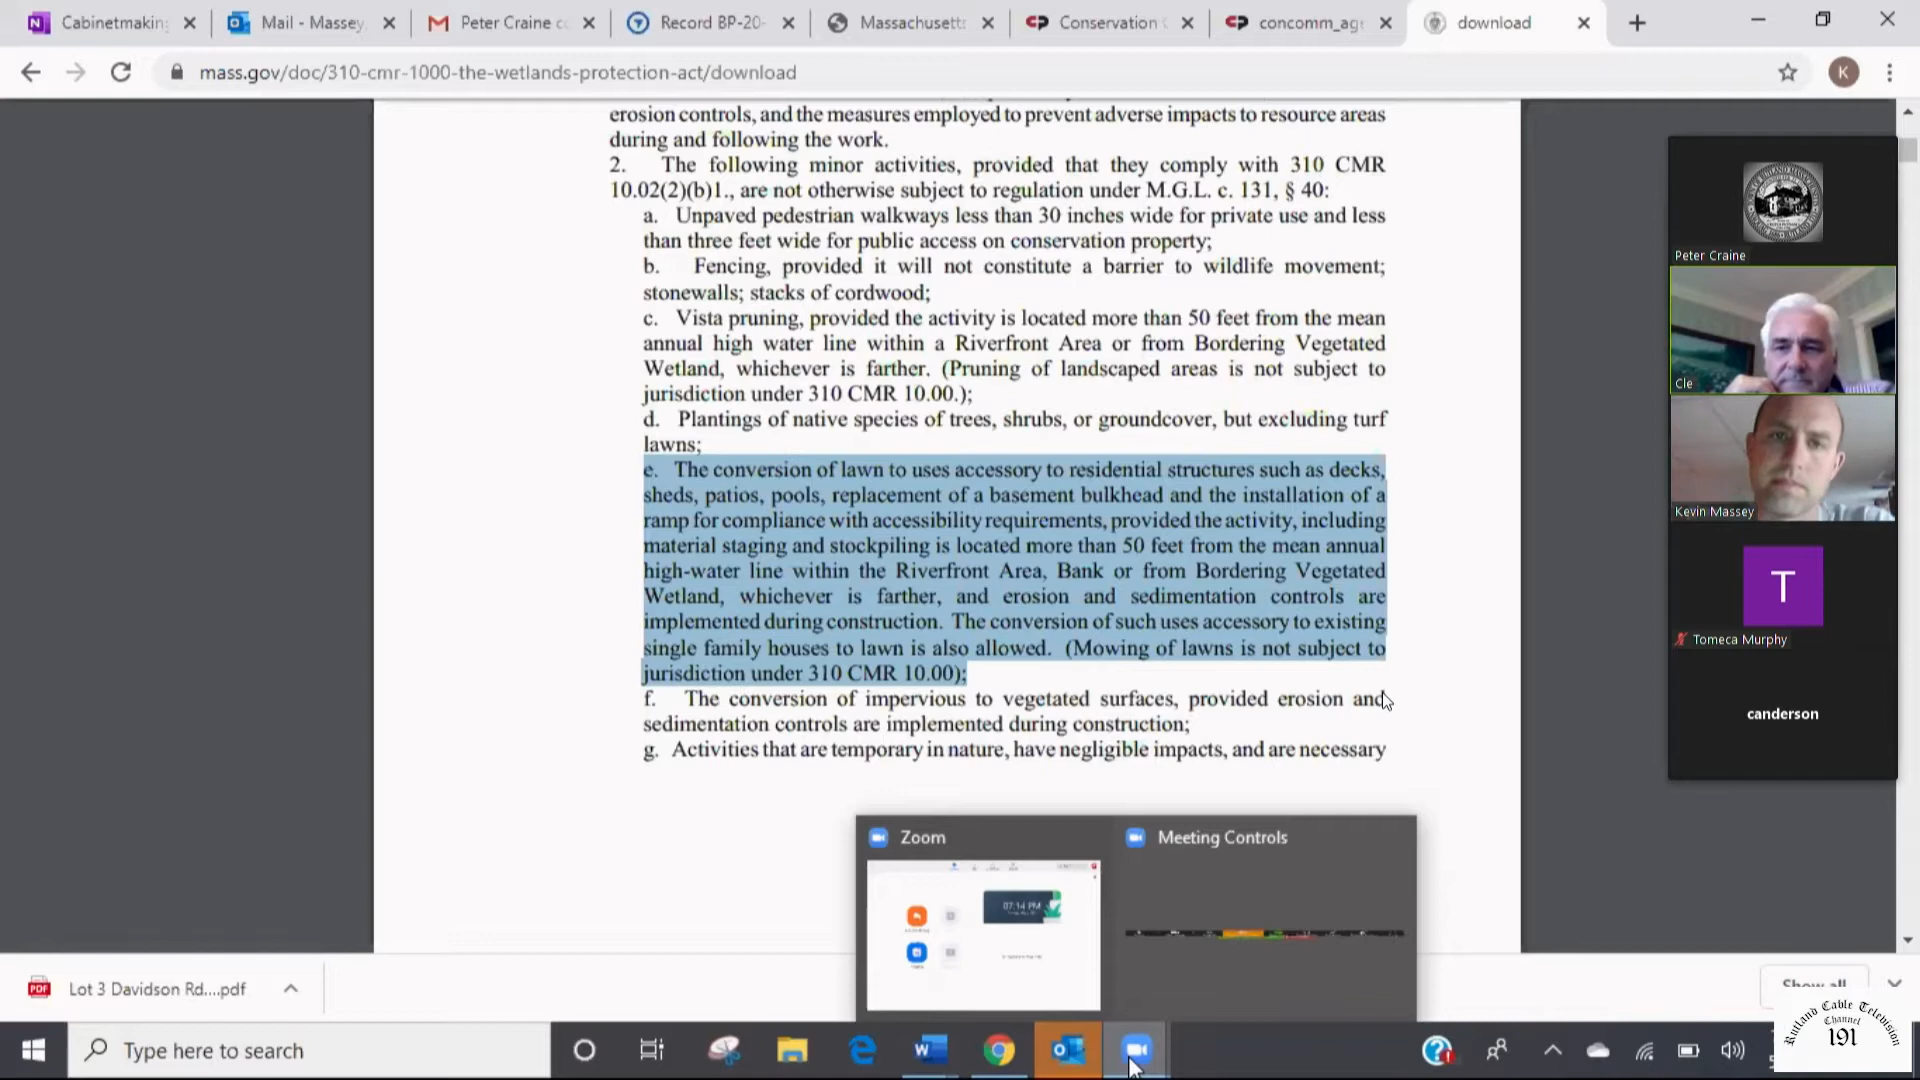 Cabinetmaking
Mail - Massey,
Peter Craine co
Record BP-20-
Massachusetts
Conservation C
concomm_agr
download
mass.gov/doc/310-cmr-1000-the-wetlands-protection-act/download
K
erosion controls, and the measures employed to prevent adverse impacts to resource areas
during and following the work.
2. The following minor activities, provided that they comply with 310 CMR
10.02(2)(b)1., are not otherwise subject to regulation under M.G.L. c. 131, § 40:
a. Unpaved pedestrian walkways less than 30 inches wide for private use and less
than three feet wide for public access on conservation property;
b. Fencing, provided it will not constitute a barrier to wildlife movement;
stonewalls; stacks of cordwood;
c. Vista pruning, provided the activity is located more than 50 feet from the mean
annual high water line within a Riverfront Area or from Bordering Vegetated
Wetland, whichever is farther. (Pruning of landscaped areas is not subject to
jurisdiction under 310 CMR 10.00.);
d. Plantings of native species of trees, shrubs, or groundcover, but excluding turf
lawns;
e. The conversion of lawn to uses accessory to residential structures such as decks,
sheds, patios, pools, replacement of a basement bulkhead and the installation of a
ramp for compliance with accessibility requirements, provided the activity, including
material staging and stockpiling is located more than 50 feet from the mean annual
high-water line within the Riverfront Area, Bank or from Bordering Vegetated
Wetland, whichever is farther, and erosion and sedimentation controls are
implemented during construction. The conversion of such uses accessory to existing
single family houses to lawn is also allowed. (Mowing of lawns is not subject to
jurisdiction under 310 CMR 10.00);
f. The conversion of impervious to vegetated surfaces, provided erosion and
sedimentation controls are implemented during construction;
g. Activities that are temporary in nature, have negligible impacts, and are necessary
Peter Craine
Cle
Kevin Massey
T
Tomeca Murphy
canderson
Zoom
Meeting Controls
07:14 PM
PDF
Lot 3 Davidson Rd....pdf
Show all
Type here to search
Rutland Cable Television
Channel
191